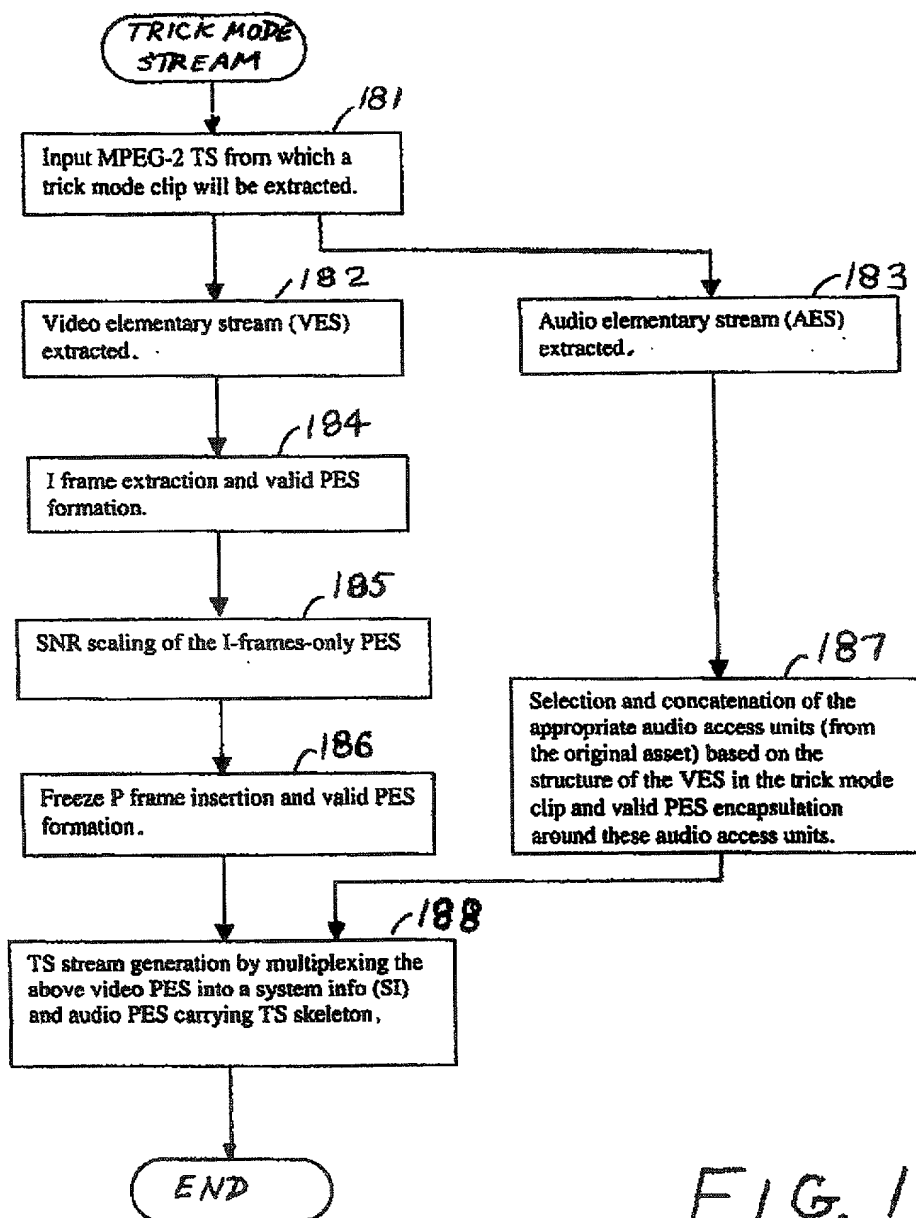 TRICK MODE
STREAM
181
Input MPEG-2 TS from which a
trick mode clip will be extracted.
182
Video elementary stream (VES)
extracted.
183
Audio elementary stream (AES)
extracted.
184
I frame extraction and valid PES
formation.
185
SNR scaling of the I-frames-only PES
186
Freeze P frame insertion and valid PES
formation.
187
Selection and concatenation of the
appropriate audio access units (from
the original asset) based on the
structure of the VES in the trick mode
clip and valid PES encapsulation
around these audio access units.
188
TS stream generation by multiplexing the
above video PES into a system info (SI)
and audio PES carrying TS skeleton.
END
FIG. 1